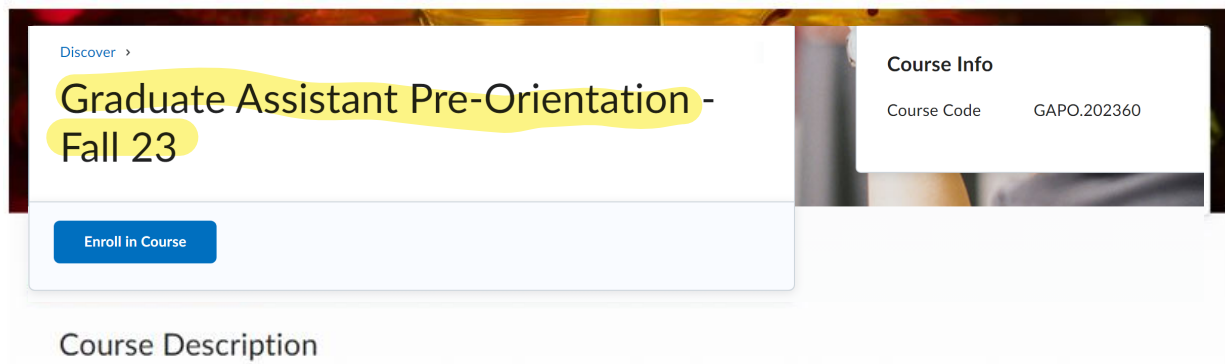 Discover >
Graduate Assistant Pre-Orientation -
Fall 23
Enroll in Course
Course Info
Course Code GAPO.202360
Course Description